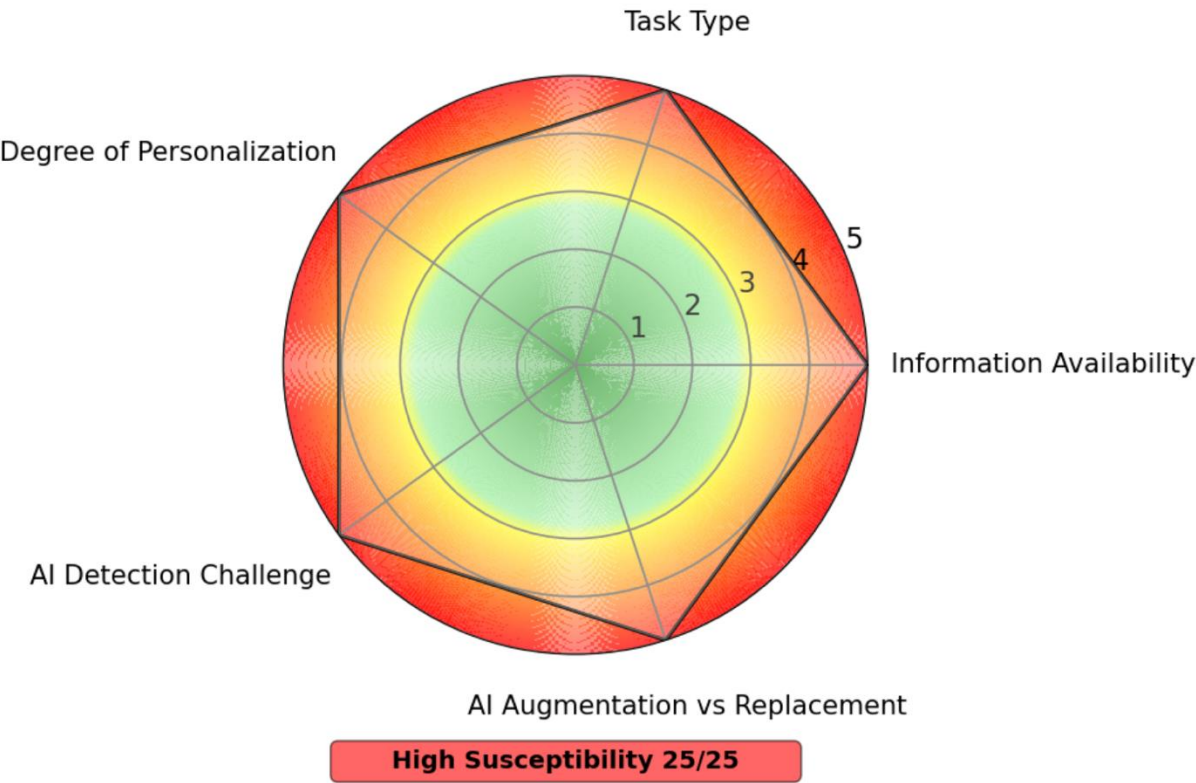 Task Type
Degree of Personalization
5
4
3
2
1
Information Availability
AI Detection Challenge
AI Augmentation vs Replacement
High Susceptibility 25/25